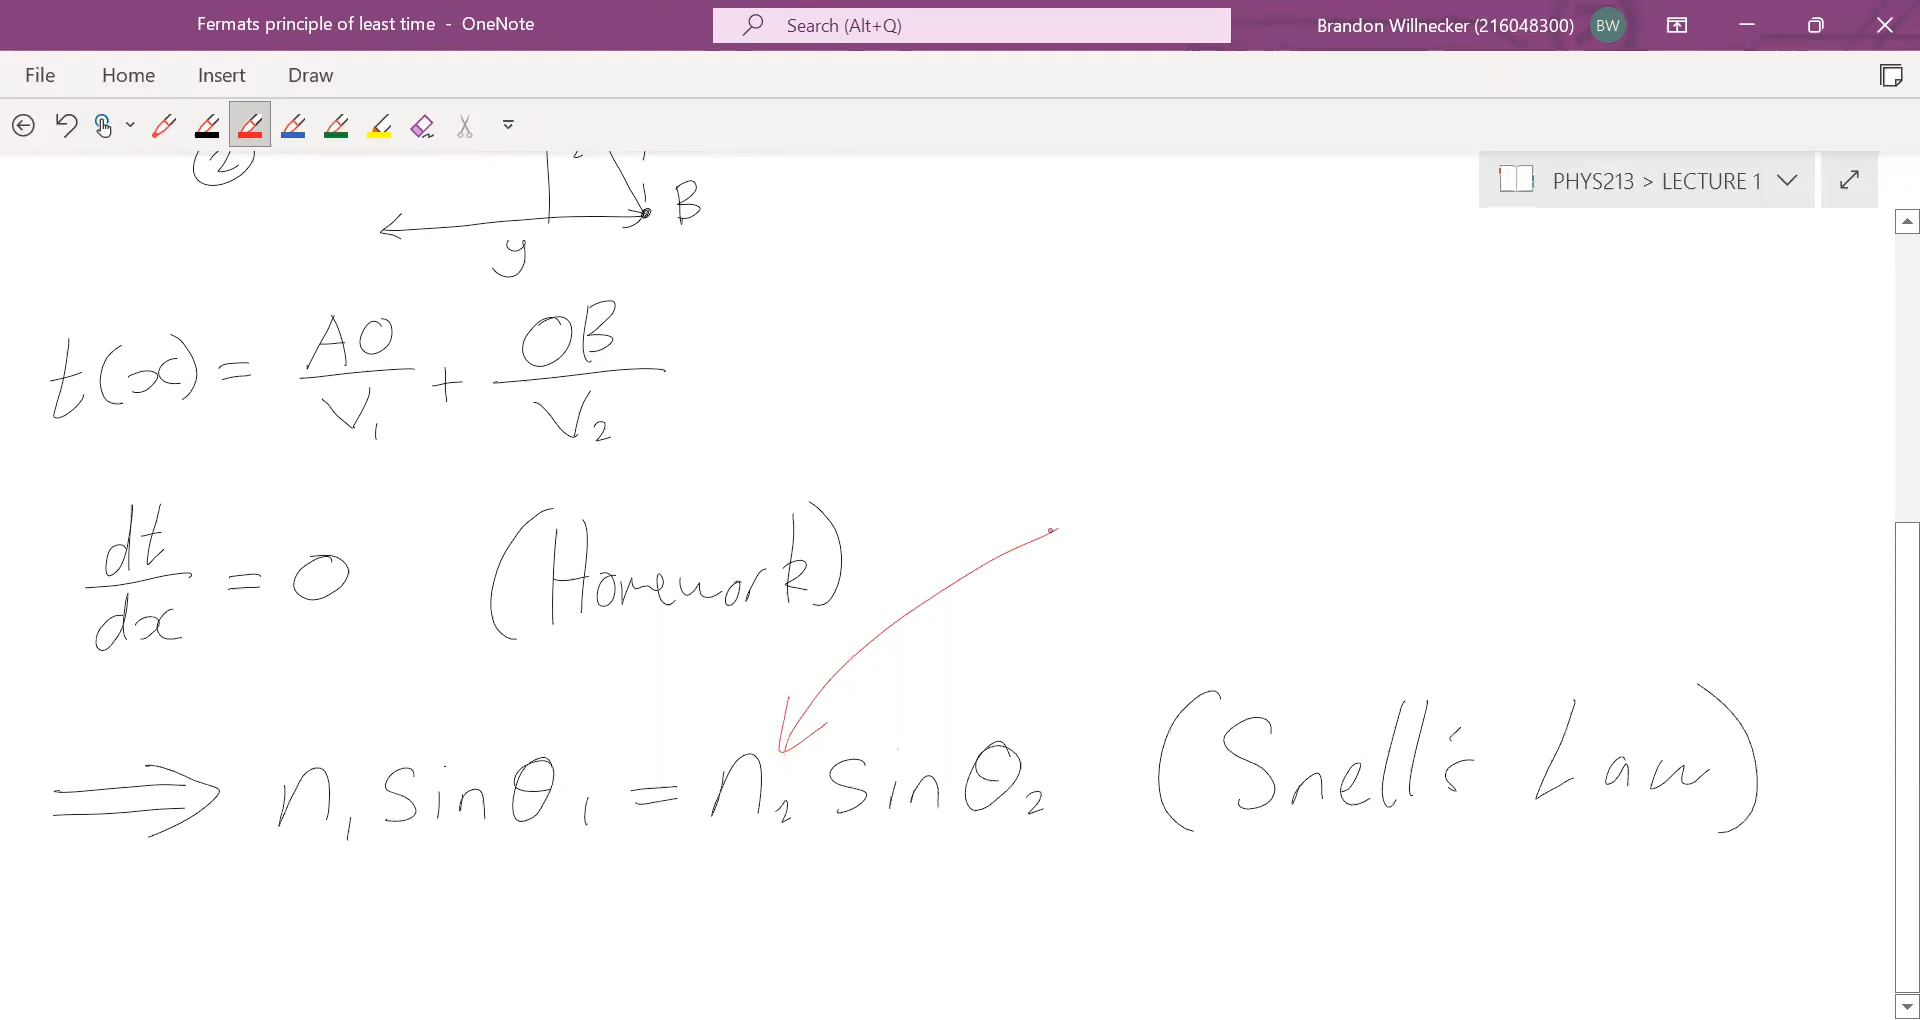 Fermats principle of least time - OneNote
Search (Alt+Q)
Brandon Willnecker (216048300)
BW
File Home Insert Draw
PHYS213 > LECTURE 1
2
B
y
t(x) = AO/V₁ + OB/V₂
dt/dx = 0 (Homework)
⟹ n₁ sinθ₁ = n₂ sinθ₂ (Snell's Law)